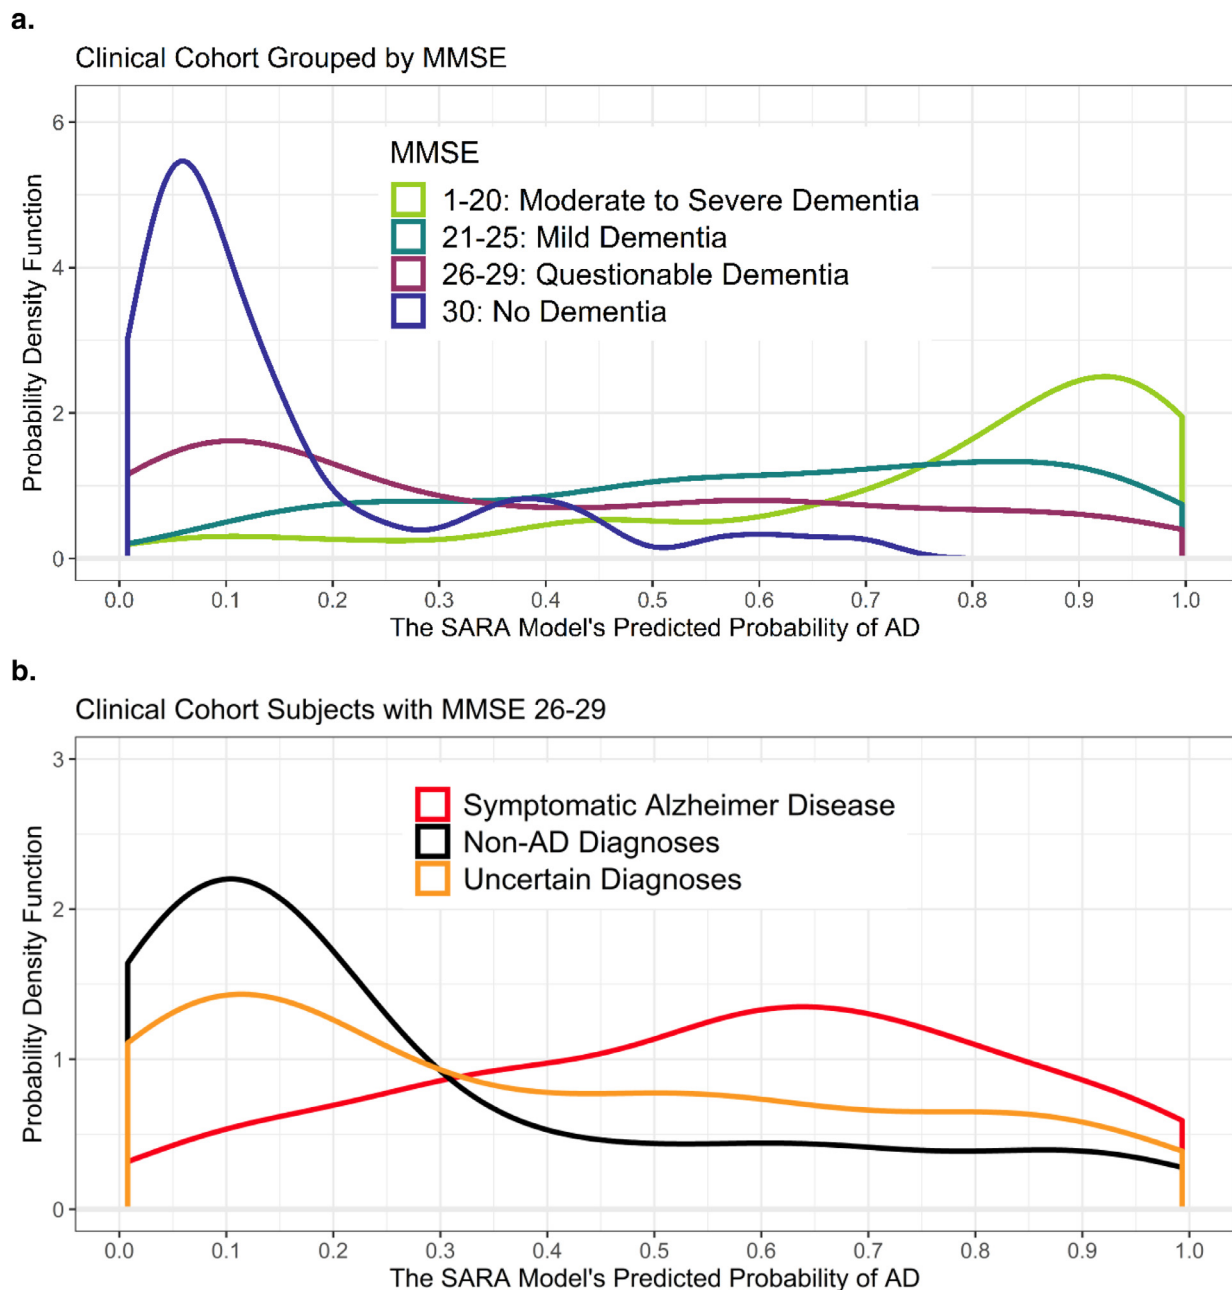 a.
Clinical Cohort Grouped by MMSE
Probability Density Function
6
4
2
0
MMSE
1-20: Moderate to Severe Dementia
21-25: Mild Dementia
26-29: Questionable Dementia
30: No Dementia
0.0 0.1 0.2 0.3 0.4 0.5 0.6 0.7 0.8 0.9 1.0
The SARA Model's Predicted Probability of AD
b.
Clinical Cohort Subjects with MMSE 26-29
Probability Density Function
3
2
1
0
Symptomatic Alzheimer Disease
Non-AD Diagnoses
Uncertain Diagnoses
0.0 0.1 0.2 0.3 0.4 0.5 0.6 0.7 0.8 0.9 1.0
The SARA Model's Predicted Probability of AD